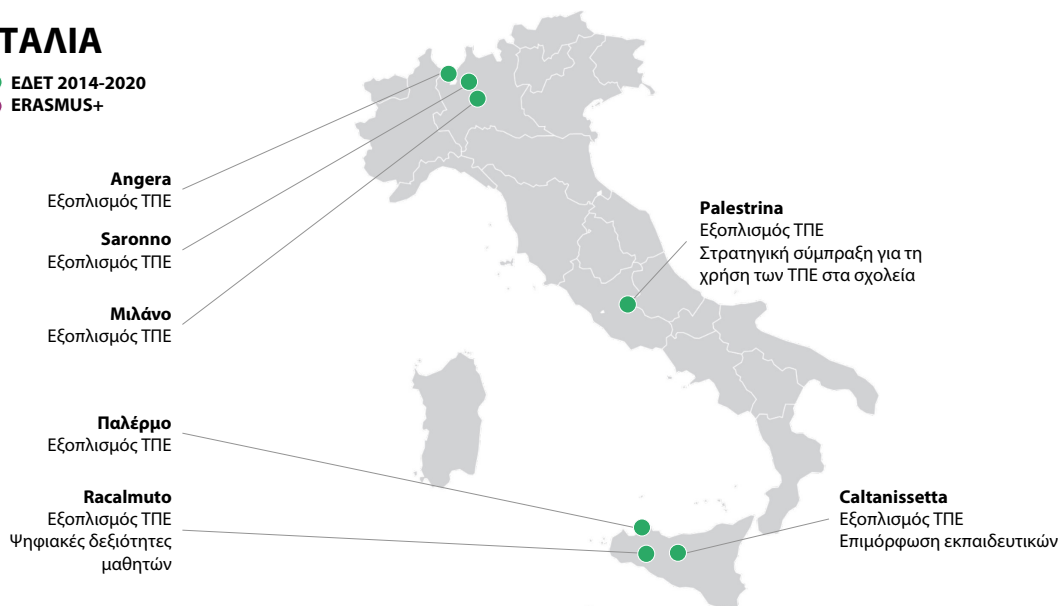 ΤΑΛΙΑ
ΕΔΕΤ 2014-2020
ERASMUS+
Angera
Εξοπλισμός ΤΠΕ
Saronno
Εξοπλισμός ΤΠΕ
Μιλάνο
Εξοπλισμός ΤΠΕ
Palestrina
Εξοπλισμός ΤΠΕ
Στρατηγική σύμπραξη για τη
χρήση των ΤΠΕ στα σχολεία
Παλέρμο
Εξοπλισμός ΤΠΕ
Racalmuto
Εξοπλισμός ΤΠΕ
Ψηφιακές δεξιότητες
μαθητών
Caltanissetta
Εξοπλισμός ΤΠΕ
Επιμόρφωση εκπαιδευτικών